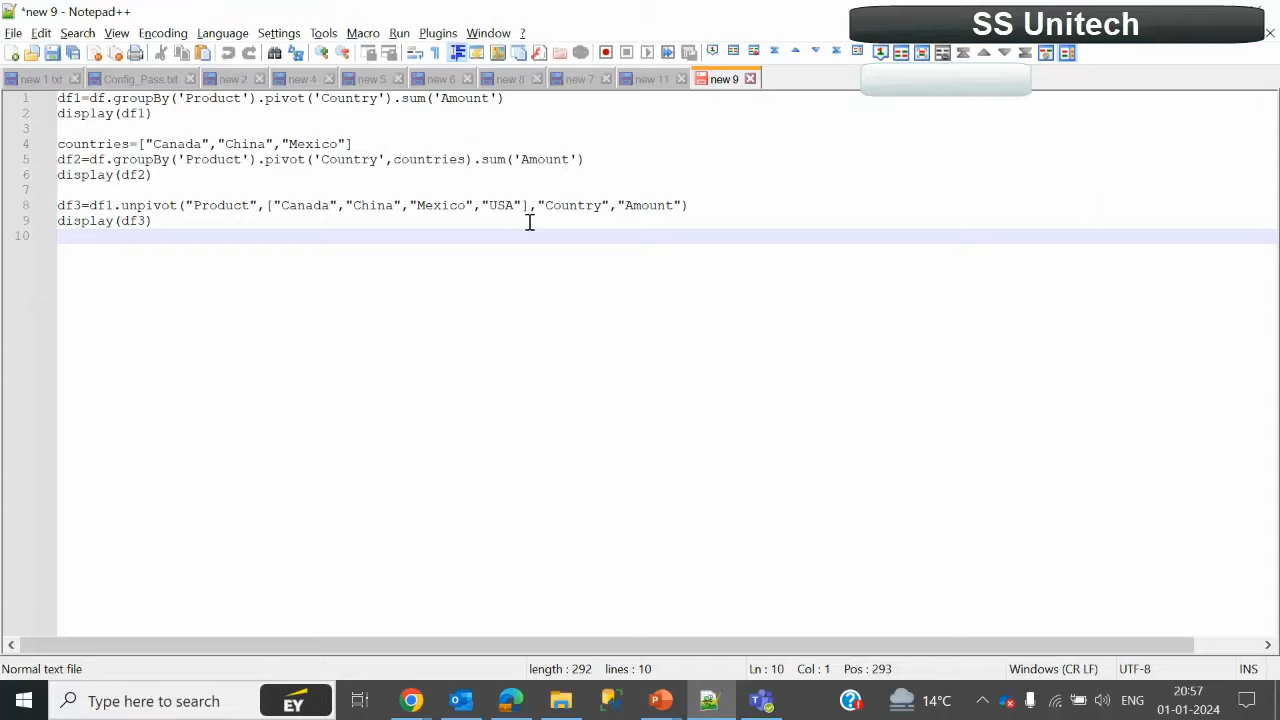 *new 9 - Notepad++
SS Unitech
File Edit Search View Encoding Language Settings Tools Macro Run Plugins Window ?
new 1.txt Config_Pass.txt new 2 new 4 new 5 new 6 new 8 new 7 new 11 new 9
1 df1=df.groupBy('Product').pivot('Country').sum('Amount')
2 display(df1)
3
4 countries=["Canada","China","Mexico"]
5 df2=df.groupBy('Product').pivot('Country',countries).sum('Amount')
6 display(df2)
7
8 df3=df1.unpivot("Product",["Canada","China","Mexico","USA"],"Country","Amount")
9 display(df3)
10
Normal text file length : 292 lines : 10 Ln : 10 Col : 1 Pos : 293 Windows (CR LF) UTF-8 INS
Type here to search EY 14°C ENG 20:57
01-01-2024